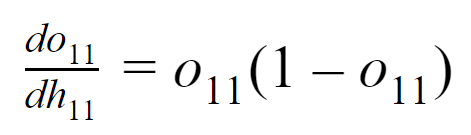 do₁₁/dh₁₁ = o₁₁(1 − o₁₁)